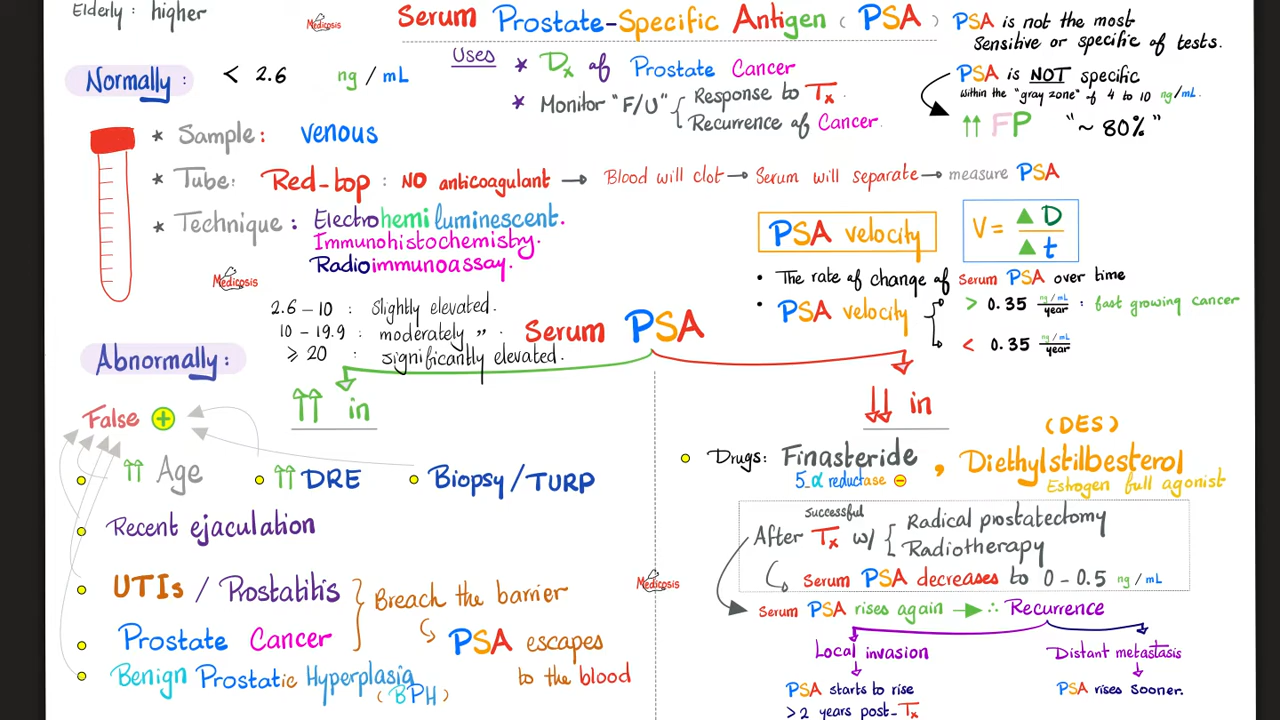 Elderly: higher
Medicosis
Serum Prostate-Specific Antigen (PSA)
PSA is not the most
sensitive or specific of tests.
Normally: < 2.6 ng/mL
Uses * Dx of Prostate Cancer
* Monitor "F/U" { Response to Tx.
Recurrence of Cancer.
PSA is NOT specific
within the "gray zone" of 4 to 10 ng/mL.
↑↑ FP "~ 80%"
* Sample: venous
* Tube: Red-top: NO anticoagulant → Blood will clot → Serum will separate → measure PSA
* Technique: Electrohemiluminescent.
Immunohistochemistry.
Radioimmunoassay.
Medicosis
PSA velocity
V = ▲D / ▲t
• The rate of change of Serum PSA over time
• PSA velocity
> 0.35 ng/mL/year : fast growing cancer
< 0.35 ng/mL/year
Abnormally:
2.6 – 10 : Slightly elevated.
10 – 19.9 : moderately "
≥ 20 : significantly elevated.
Serum PSA
False +
↑↑ in
• ↑↑ Age
• ↑↑ DRE
• Biopsy/TURP
• Recent ejaculation
• UTIs / Prostatitis
• Prostate Cancer
} Breach the barrier
PSA escapes
to the blood
• Benign Prostatic Hyperplasia
(BPH)
Medicosis
↓↓ in
• Drugs: Finasteride, Diethylstilbesterol
(DES)
5-α reductase –
Estrogen full agonist
After successful Tx w/ { Radical prostatectomy
Radiotherapy
Serum PSA decreases to 0 – 0.5 ng/mL
Serum PSA rises again → ∴ Recurrence
Local invasion
PSA starts to rise
> 2 years post-Tx
Distant metastasis
PSA rises sooner.